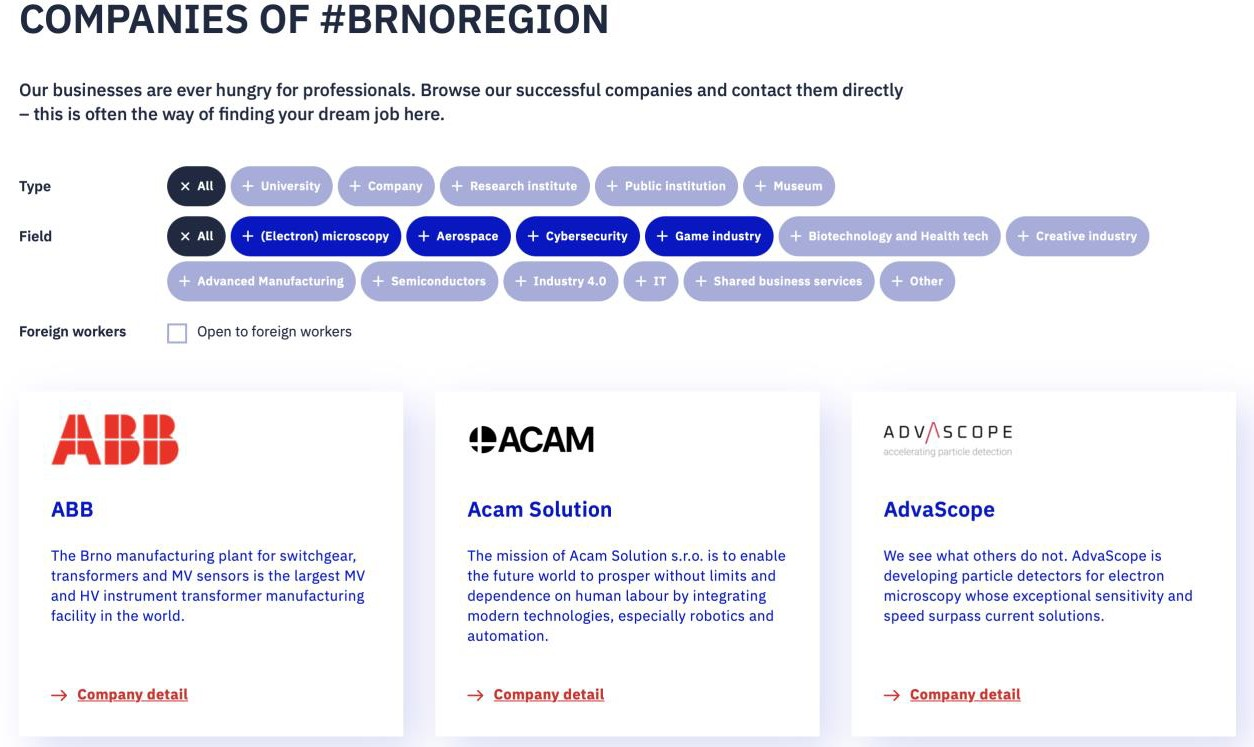 COMPANIES OF #BRNOREGION
Our businesses are ever hungry for professionals. Browse our successful companies and contact them directly
– this is often the way of finding your dream job here.
Type
× All
+ University
+ Company
+ Research institute
+ Public institution
+ Museum
Field
× All
+ (Electron) microscopy
+ Aerospace
+ Cybersecurity
+ Game industry
+ Biotechnology and Health tech
+ Creative industry
+ Advanced Manufacturing
+ Semiconductors
+ Industry 4.0
+ IT
+ Shared business services
+ Other
Foreign workers
Open to foreign workers
ABB
ABB
The Brno manufacturing plant for switchgear,
transformers and MV sensors is the largest MV
and HV instrument transformer manufacturing
facility in the world.
→ Company detail
ACAM
Acam Solution
The mission of Acam Solution s.r.o. is to enable
the future world to prosper without limits and
dependence on human labour by integrating
modern technologies, especially robotics and
automation.
→ Company detail
ADVASCOPE
accelerating particle detection
AdvaScope
We see what others do not. AdvaScope is
developing particle detectors for electron
microscopy whose exceptional sensitivity and
speed surpass current solutions.
→ Company detail